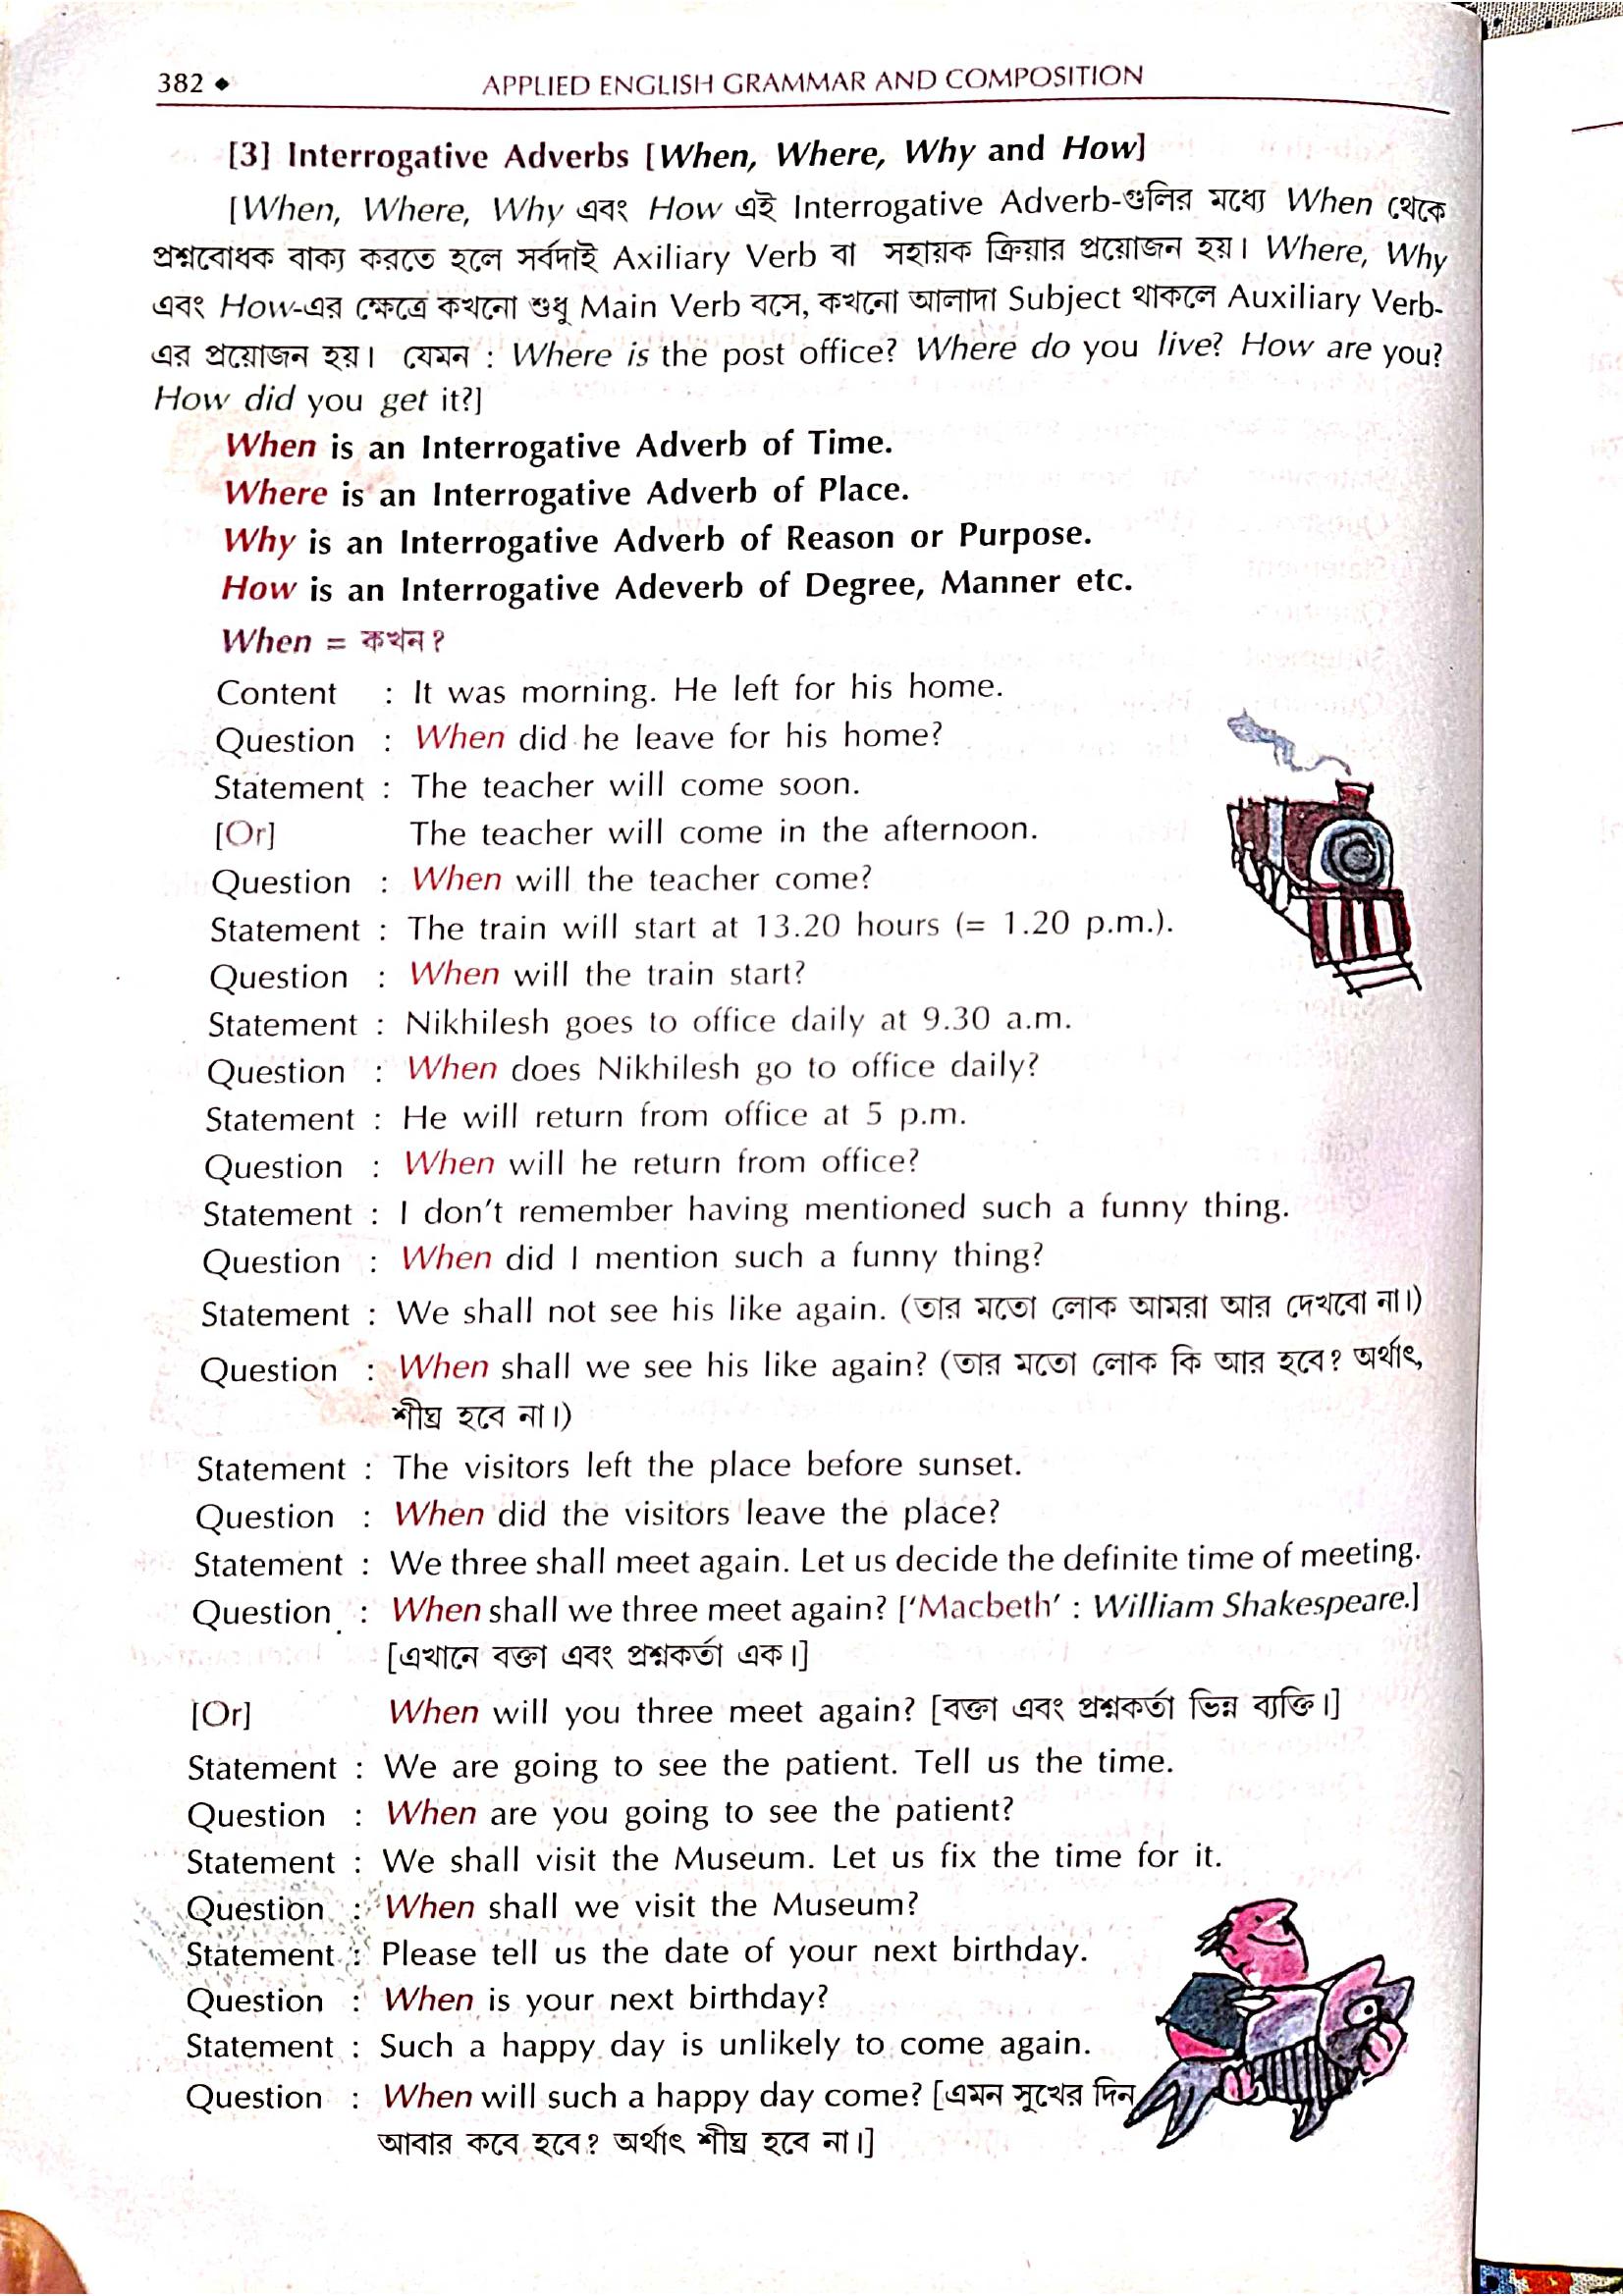 382 ◆ APPLIED ENGLISH GRAMMAR AND COMPOSITION
[3] Interrogative Adverbs [When, Where, Why and How]
[When, Where, Why এবং How এই Interrogative Adverb-গুলির মধ্যে When থেকে
প্রশ্নবোধক বাক্য করতে হলে সর্বদাই Axiliary Verb বা সহায়ক ক্রিয়ার প্রয়োজন হয়। Where, Why
এবং How-এর ক্ষেত্রে কখনো শুধু Main Verb বসে, কখনো আলাদা Subject থাকলে Auxiliary Verb-
এর প্রয়োজন হয়। যেমন : Where is the post office? Where do you live? How are you?
How did you get it?]
When is an Interrogative Adverb of Time.
Where is an Interrogative Adverb of Place.
Why is an Interrogative Adverb of Reason or Purpose.
How is an Interrogative Adeverb of Degree, Manner etc.
When = কখন?
Content : It was morning. He left for his home.
Question : When did he leave for his home?
Statement : The teacher will come soon.
[Or] The teacher will come in the afternoon.
Question : When will the teacher come?
Statement : The train will start at 13.20 hours (= 1.20 p.m.).
Question : When will the train start?
Statement : Nikhilesh goes to office daily at 9.30 a.m.
Question : When does Nikhilesh go to office daily?
Statement : He will return from office at 5 p.m.
Question : When will he return from office?
Statement : I don't remember having mentioned such a funny thing.
Question : When did I mention such a funny thing?
Statement : We shall not see his like again. (তার মতো লোক আমরা আর দেখবো না।)
Question : When shall we see his like again? (তার মতো লোক কি আর হবে? অর্থাৎ,
শীঘ্র হবে না।)
Statement : The visitors left the place before sunset.
Question : When did the visitors leave the place?
Statement : We three shall meet again. Let us decide the definite time of meeting.
Question : When shall we three meet again? ['Macbeth' : William Shakespeare.]
[এখানে বক্তা এবং প্রশ্নকর্তা এক।]
[Or] When will you three meet again? [বক্তা এবং প্রশ্নকর্তা ভিন্ন ব্যক্তি।]
Statement : We are going to see the patient. Tell us the time.
Question : When are you going to see the patient?
Statement : We shall visit the Museum. Let us fix the time for it.
Question : When shall we visit the Museum?
Statement : Please tell us the date of your next birthday.
Question : When is your next birthday?
Statement : Such a happy day is unlikely to come again.
Question : When will such a happy day come? [এমন সুখের দিন
আবার কবে হবে? অর্থাৎ শীঘ্র হবে না।]